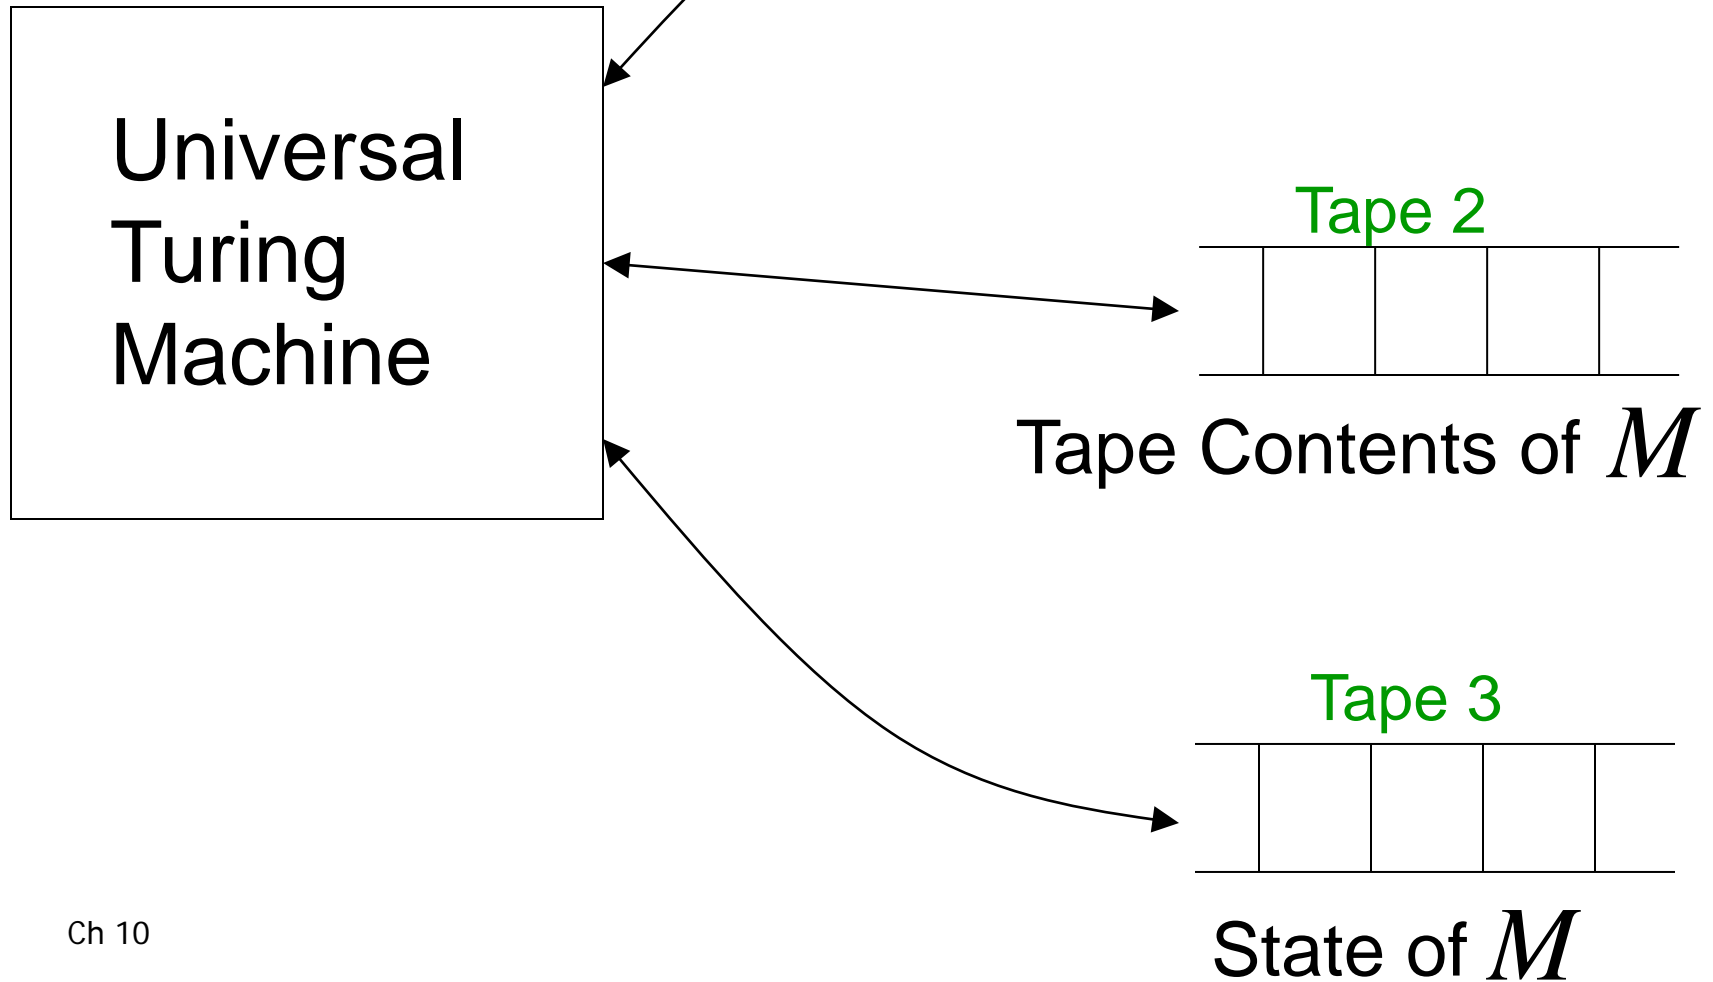 Universal
Turing
Machine
Tape 2
Tape Contents of M
Tape 3
State of M
Ch 10